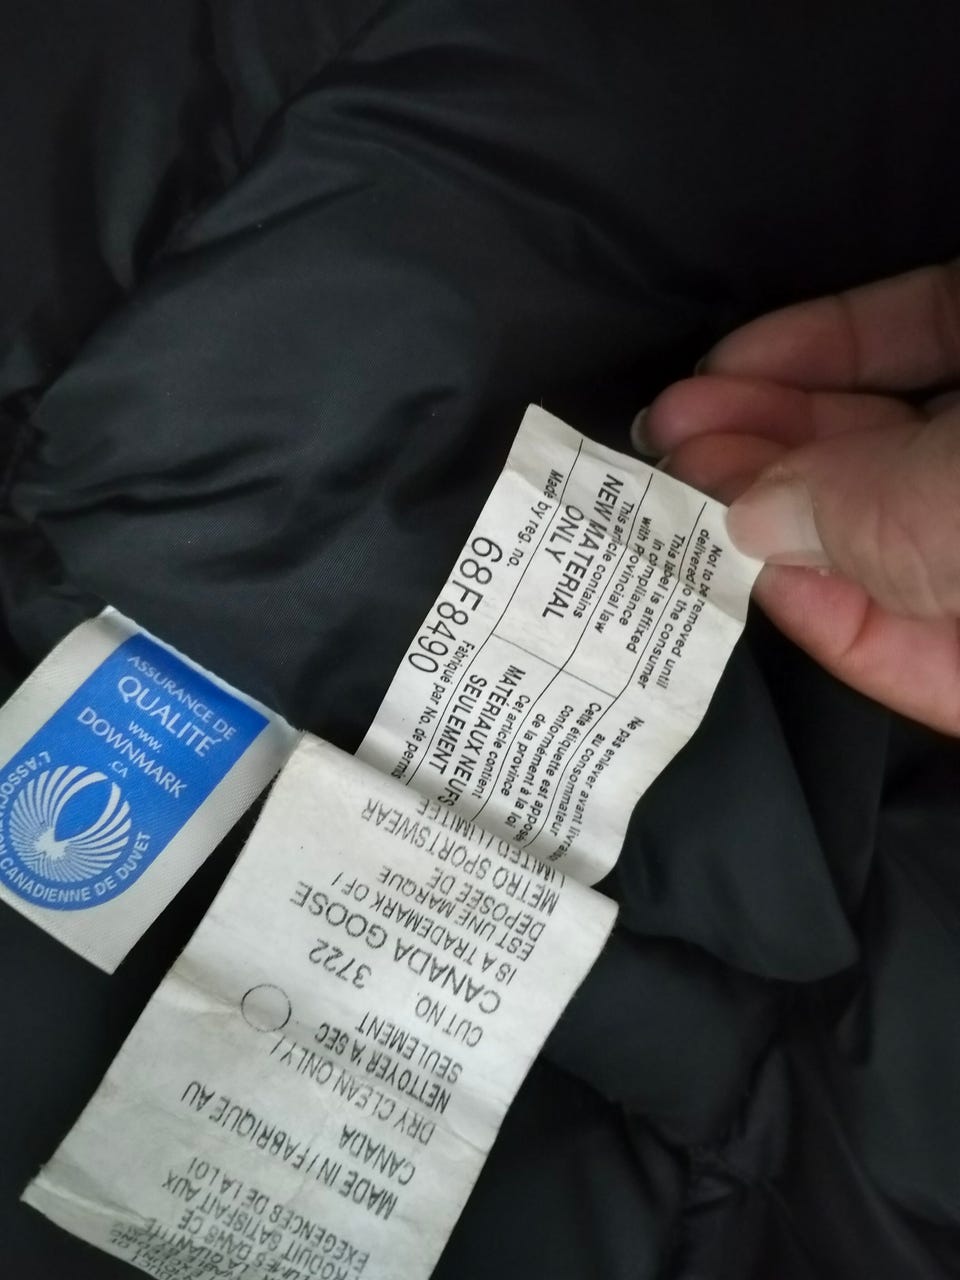 Not to be removed until
delivered to the consumer
This label is affixed
in compliance
with Provincial law
This article contains
NEW MATERIAL
ONLY
Made by reg. no.
68F8490
Ne pas enlever avant livraison
au consommateur
Cette étiquette est apposée
conformément à la loi
de la province
Cet article contient
MATÉRIAUX NEUFS
SEULEMENT
Fabriqué par No. de permis
ASSURANCE DE
QUALITÉ
www.
DOWNMARK
.CA
CANADIENNE DE DUVET
EXIGENCES DE LA LOI
PRODUIT SATISFAIT AUX
MADE IN / FABRIQUE AU
CANADA
DRY CLEAN ONLY /
NETTOYER A SEC
SEULEMENT
CUT NO. 3722
CANADA GOOSE
IS A TRADEMARK OF /
EST UNE MARQUE
DEPOSEE DE
METRO SPORTSWEAR
LIMITED / LIMITEE